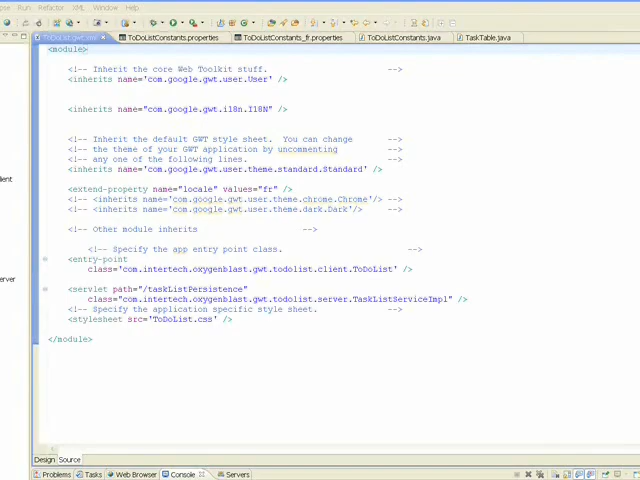 Run Refactor XML Window Help
ToDoList.gwt.xml ToDoListConstants.properties ToDoListConstants_fr.properties ToDoListConstants.java TaskTable.java
<module>
<!-- Inherit the core Web Toolkit stuff. -->
<inherits name='com.google.gwt.user.User' />
<inherits name="com.google.gwt.i18n.I18N" />
<!-- Inherit the default GWT style sheet. You can change -->
<!-- the theme of your GWT application by uncommenting -->
<!-- any one of the following lines. -->
<inherits name='com.google.gwt.user.theme.standard.Standard' />
<extend-property name="locale" values="fr" />
<!-- <inherits name='com.google.gwt.user.theme.chrome.Chrome'/> -->
<!-- <inherits name='com.google.gwt.user.theme.dark.Dark'/> -->
<!-- Other module inherits -->
<!-- Specify the app entry point class. -->
<entry-point
class='com.intertech.oxygenblast.gwt.todolist.client.ToDoList' />
<servlet path="/taskListPersistence"
class="com.intertech.oxygenblast.gwt.todolist.server.TaskListServiceImpl" />
<!-- Specify the application specific style sheet. -->
<stylesheet src='ToDoList.css' />
</module>
Design Source
Problems Tasks Web Browser Console Servers